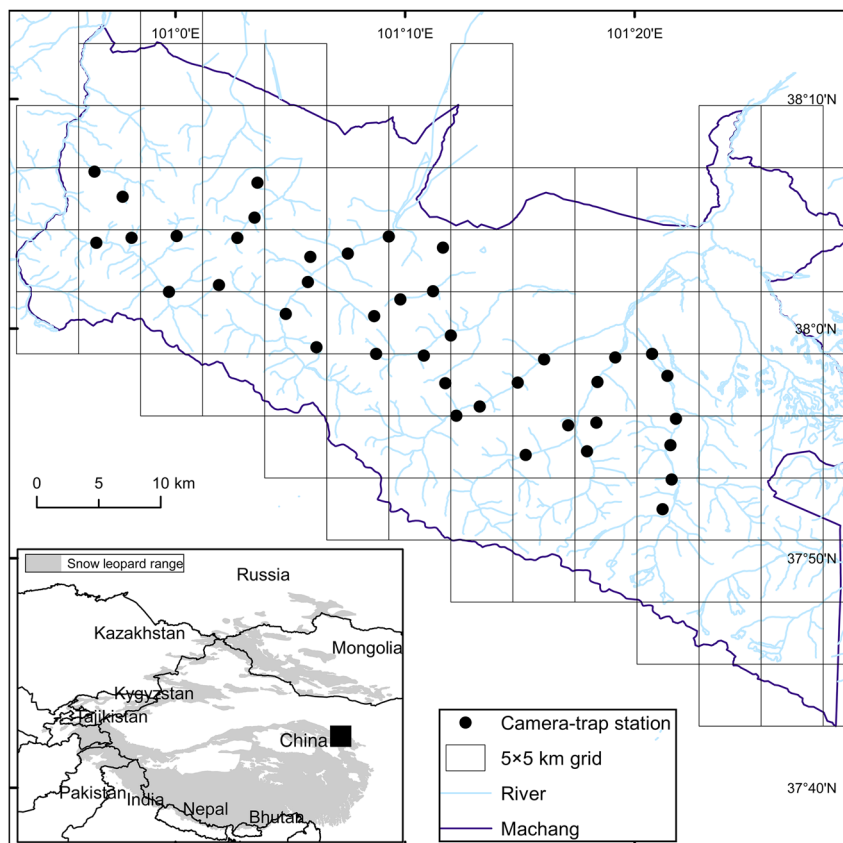 101°0'E 101°10'E 101°20'E
38°10'N
38°0'N
0 5 10 km
37°50'N
Snow leopard range
Russia
Kazakhstan
Mongolia
Kygyzstan
Tajikistan
China
Pakistan
India
Nepal
Bhutan
Camera-trap station
5×5 km grid
River
Machang
37°40'N